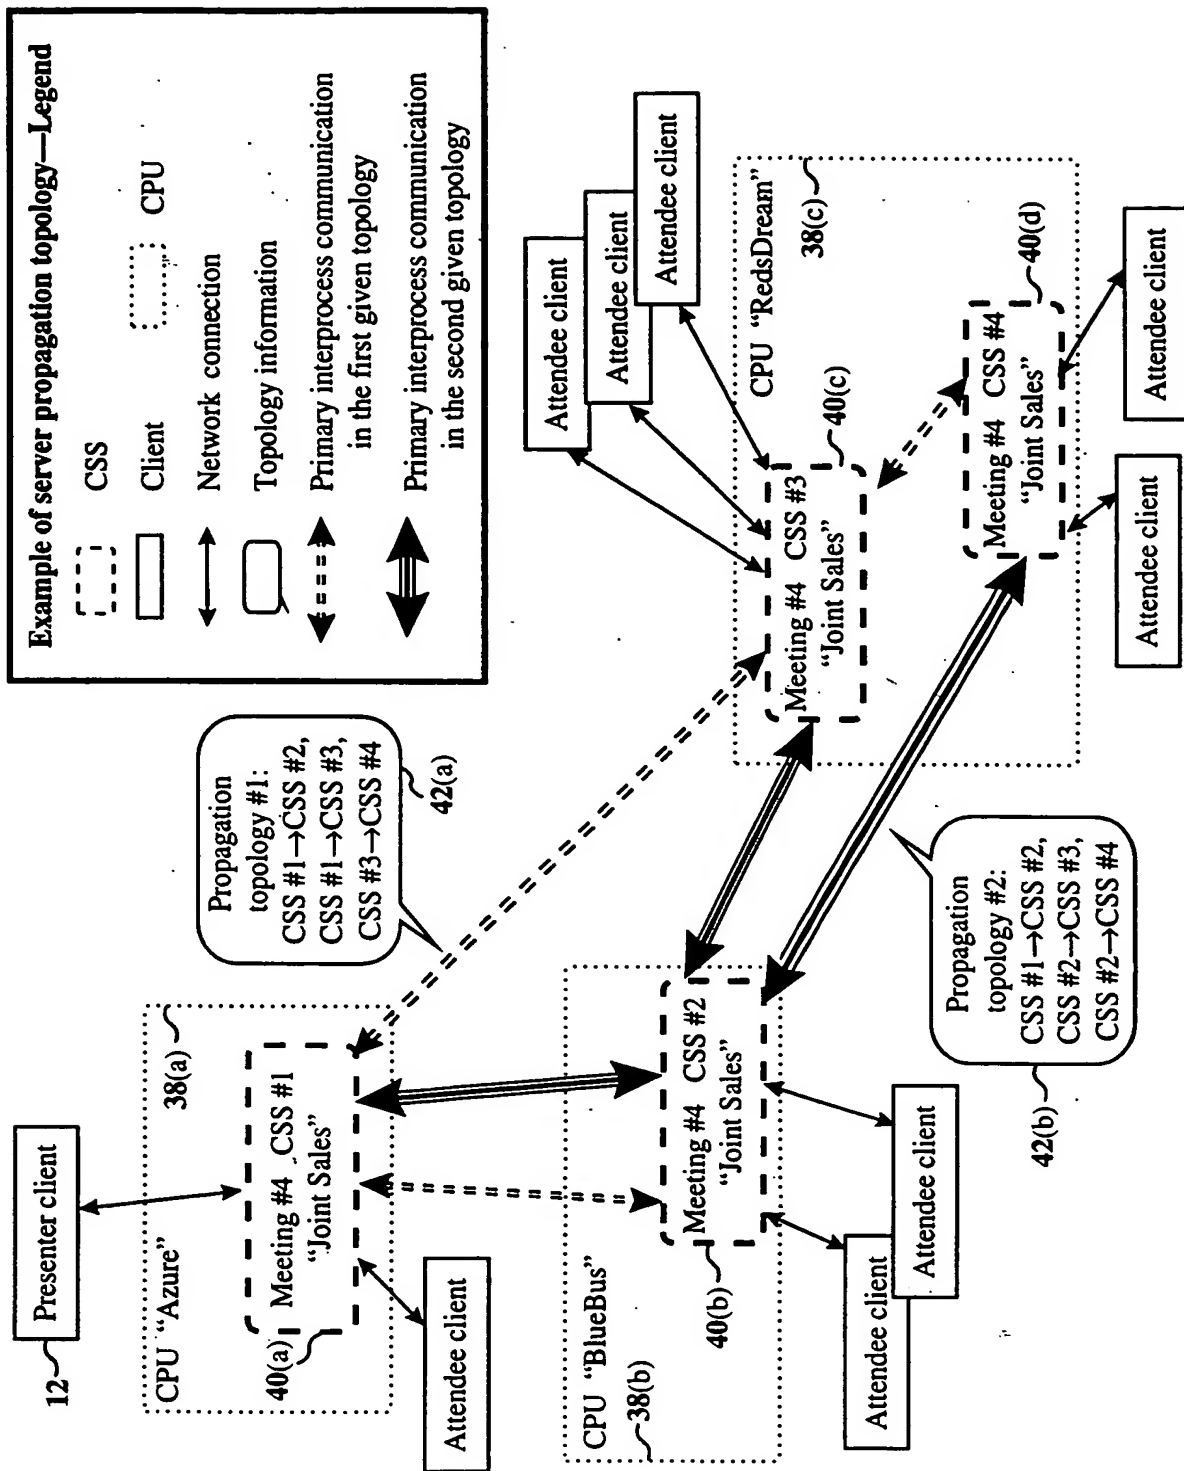 Example of server propagation topology—Legend
CSS
Client
CPU
Network connection
Topology information
Primary interprocess communication
in the first given topology
Primary interprocess communication
in the second given topology
12
Presenter client
CPU “Azure”
38(a)
Meeting #4 CSS #1
“Joint Sales”
40(a)
Attendee client
Propagation
topology #1:
CSS #1→CSS #2,
CSS #1→CSS #3,
CSS #3→CSS #4
42(a)
Attendee client
Attendee client
Attendee client
CPU “RedsDream”
38(c)
Meeting #4 CSS #3
“Joint Sales”
40(c)
Meeting #4 CSS #4
“Joint Sales”
40(d)
Attendee client
Attendee client
CPU “BlueBus”
38(b)
Meeting #4 CSS #2
“Joint Sales”
40(b)
Attendee client
Attendee client
Propagation
topology #2:
CSS #1→CSS #2,
CSS #2→CSS #3,
CSS #2→CSS #4
42(b)